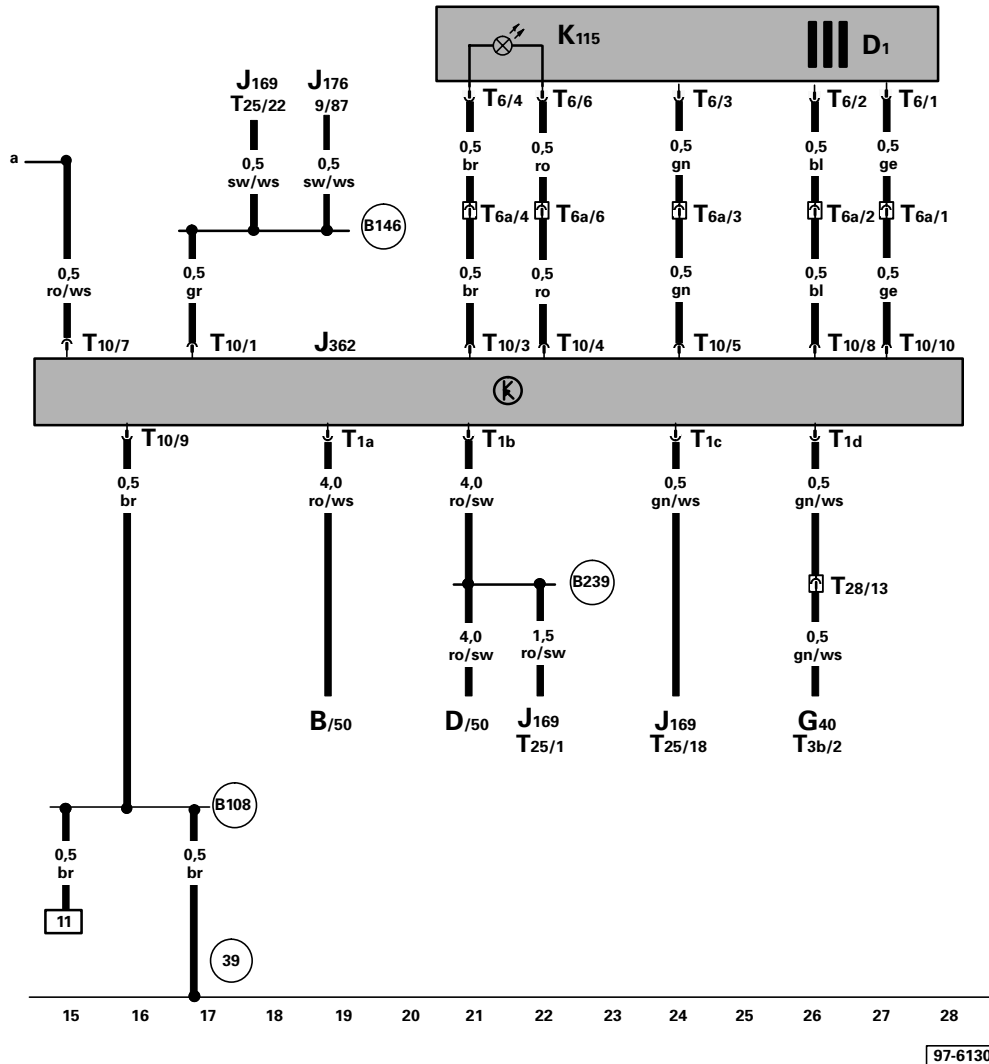 K115
D1
J169
J176
T25/22
9/87
T6/4
T6/6
T6/3
T6/2
T6/1
a
0,5
sw/ws
0,5
sw/ws
0,5
br
0,5
ro
0,5
gn
0,5
bl
0,5
ge
B146
T6a/4
T6a/6
T6a/3
T6a/2
T6a/1
0,5
ro/ws
0,5
gr
0,5
br
0,5
ro
0,5
gn
0,5
bl
0,5
ge
T10/7
T10/1
J362
T10/3
T10/4
T10/5
T10/8
T10/10
T10/9
T1a
T1b
T1c
T1d
0,5
br
4,0
ro/ws
4,0
ro/sw
0,5
gn/ws
0,5
gn/ws
B239
T28/13
4,0
ro/sw
1,5
ro/sw
0,5
gn/ws
B/50
D/50
J169
T25/1
J169
T25/18
G40
T3b/2
B108
0,5
br
0,5
br
11
39
15 16 17 18 19 20 21 22 23 24 25 26 27 28
97-6130